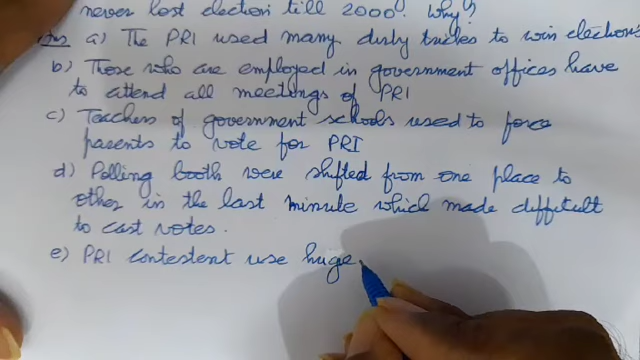 never lost election till 2000? Why?
Ans a) The PRI used many dirty tricks to win elections
b) Those who are employed in government offices have
to attend all meetings of PRI
c) Teachers of government schools used to force
parents to vote for PRI
d) Polling booth were shifted from one place to
other in the last minute which made difficult
to cast votes.
e) PRI contestent use huge